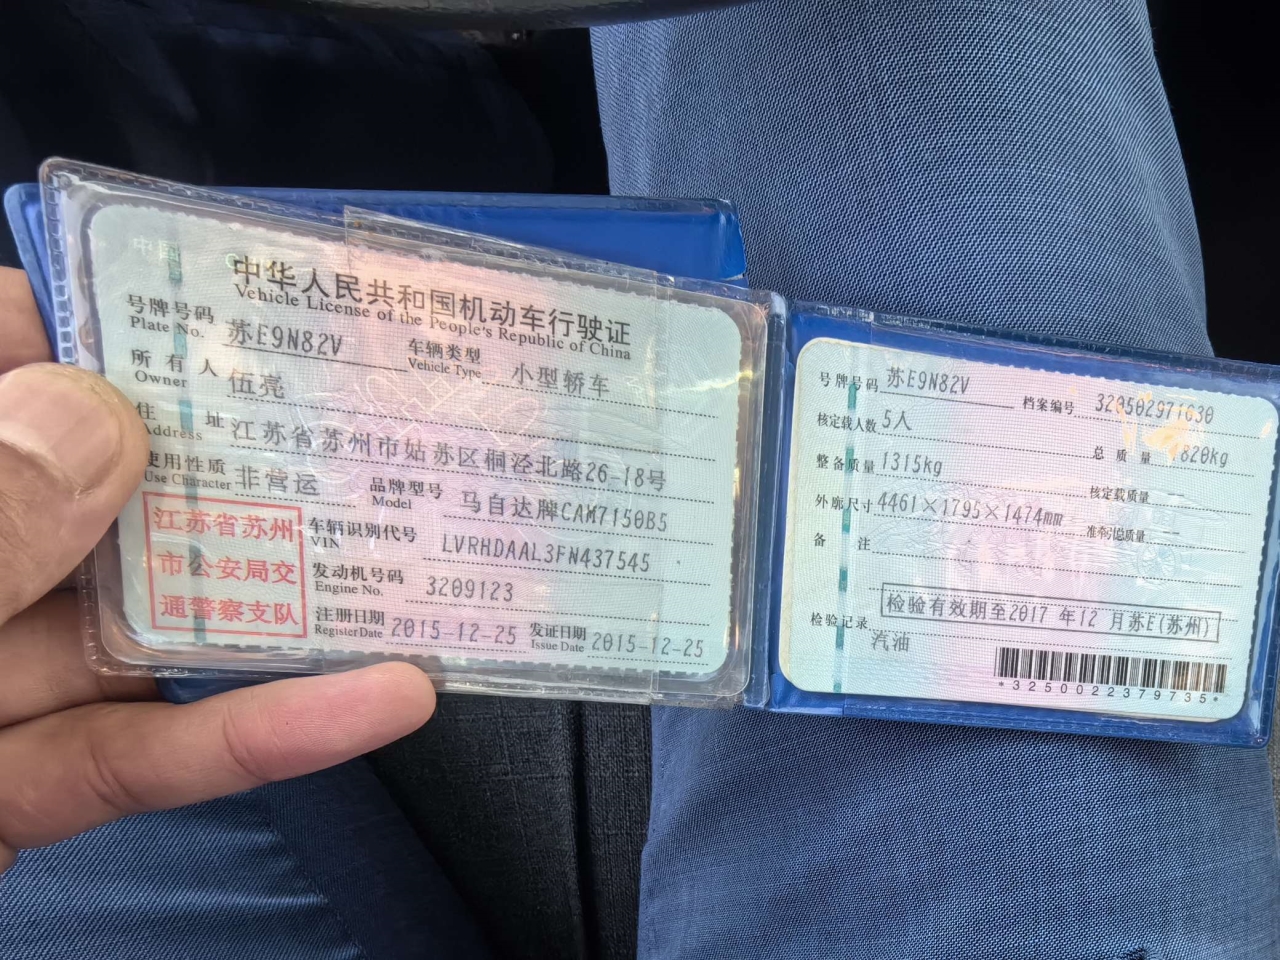 中华人民共和国机动车行驶证
Vehicle License of the People's Republic of China
号牌号码 苏E9N82V 车辆类型 小型轿车
Plate No. Vehicle Type
所有人 伍亮
Owner
住址 江苏省苏州市姑苏区桐泾北路26-18号
Address
使用性质 非营运 品牌型号 马自达牌CAM7150B5
Use Character Model
江苏省苏州
市公安局交
通警察支队
车辆识别代号 LVRHDAAL3FN437545
VIN
发动机号码 3209123
Engine No.
注册日期 2015-12-25 发证日期 2015-12-25
Register Date Issue Date
号牌号码 苏E9N82V 档案编号
核定载人数 5人 总质量 1820kg
整备质量 1315kg 核定载质量
外廓尺寸 4461×1795×1474mm 准牵引总质量 --
备注
检验有效期至2017 年12 月苏E(苏州)
检验记录
汽油
*3250022379735*